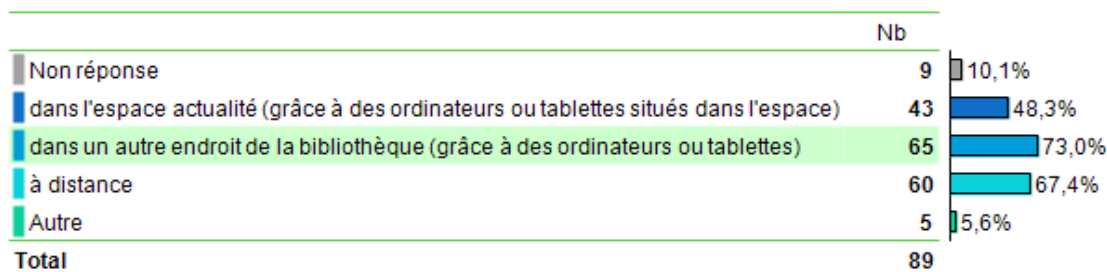 Nb
Non réponse 9 10,1%
dans l'espace actualité (grâce à des ordinateurs ou tablettes situés dans l'espace) 43 48,3%
dans un autre endroit de la bibliothèque (grâce à des ordinateurs ou tablettes) 65 73,0%
à distance 60 67,4%
Autre 5 5,6%
Total 89